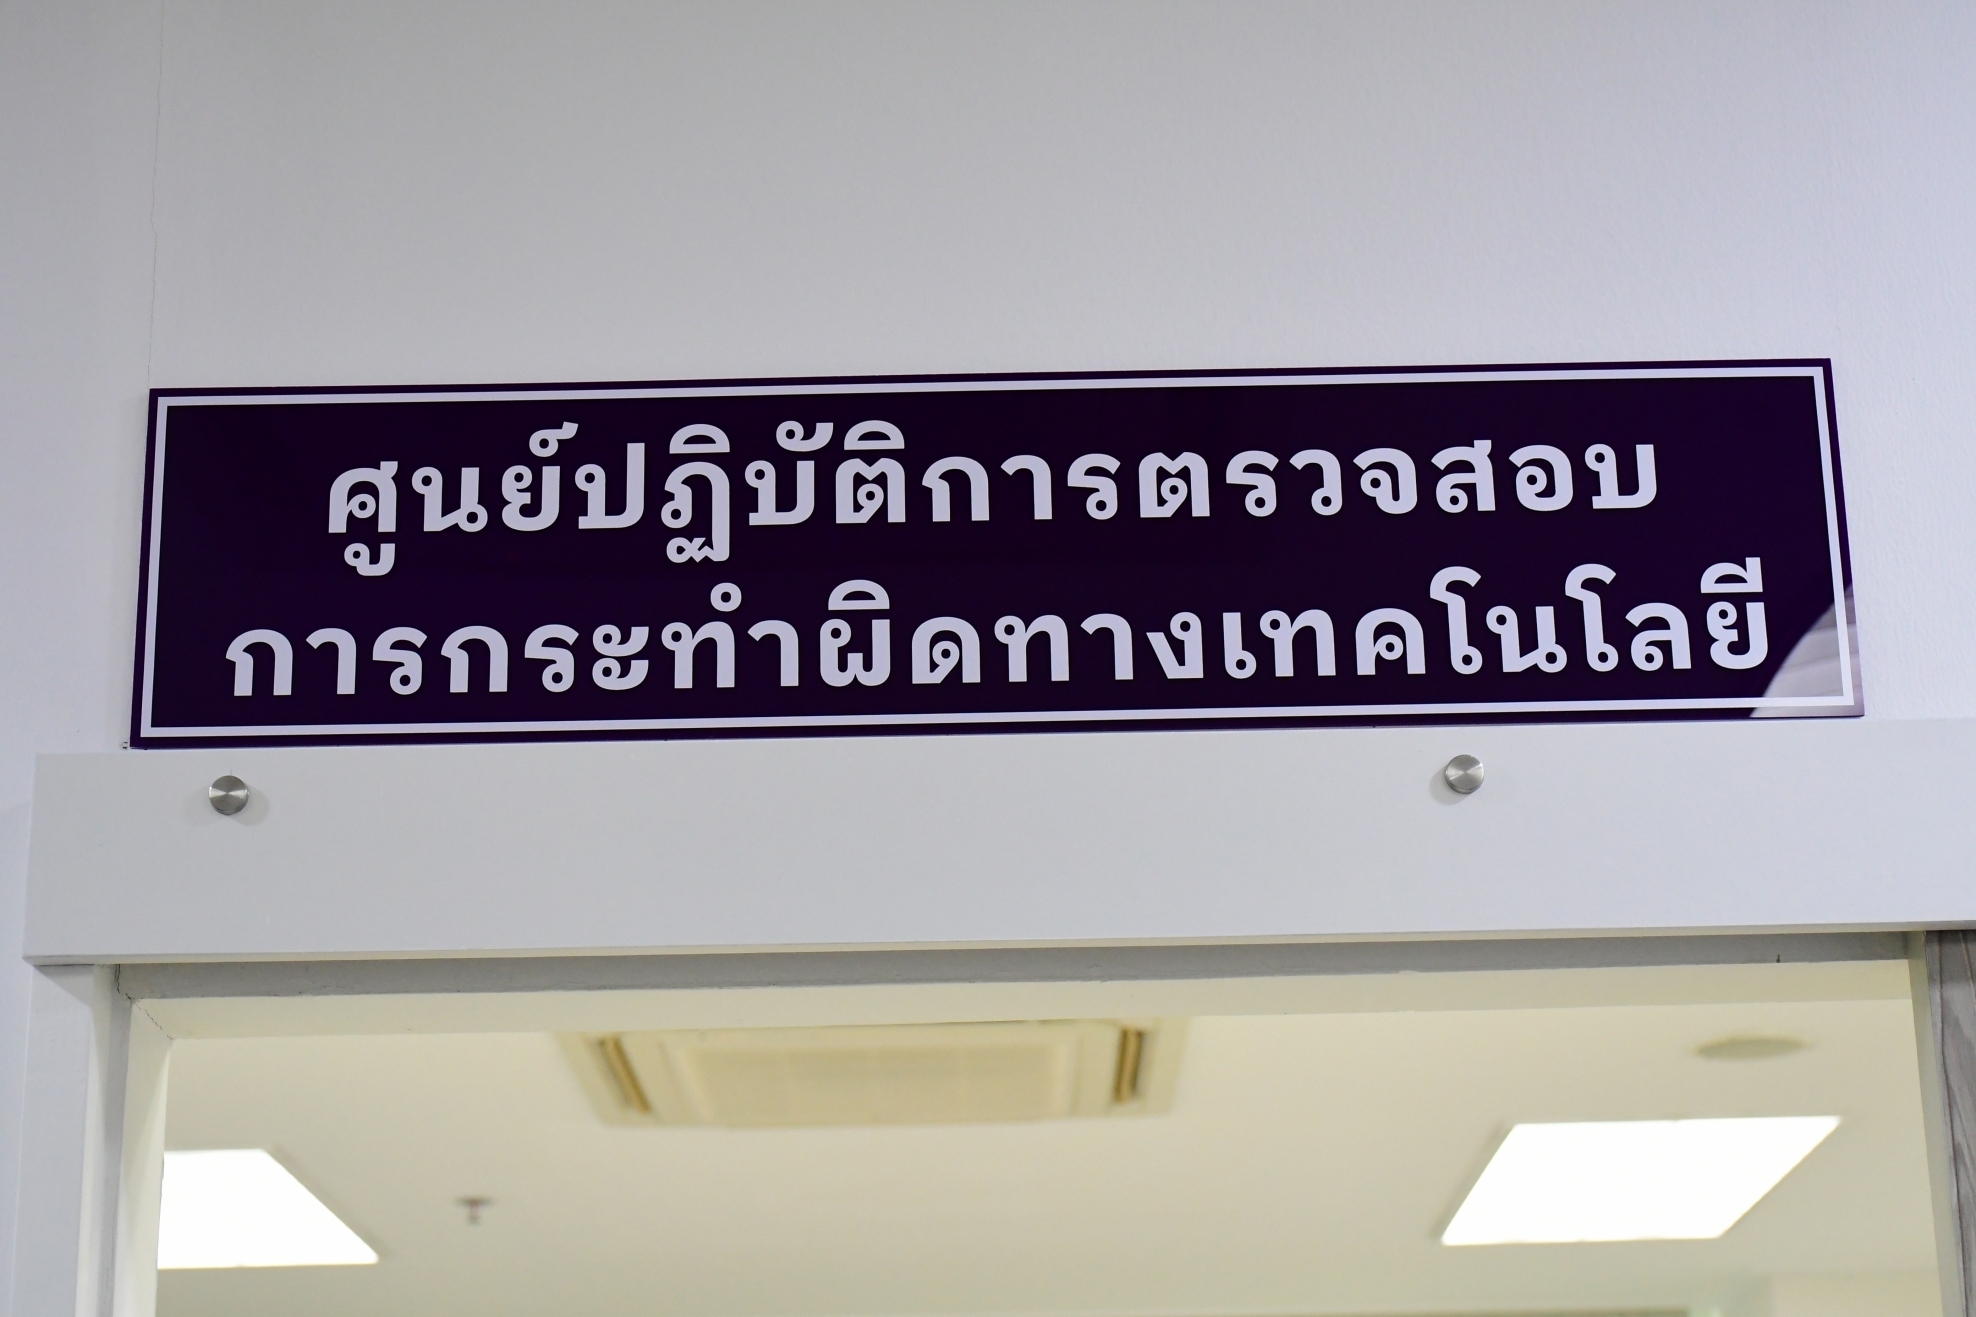 ศูนย์ปฏิบัติการตรวจสอบ
การกระทำผิดทางเทคโนโลยี